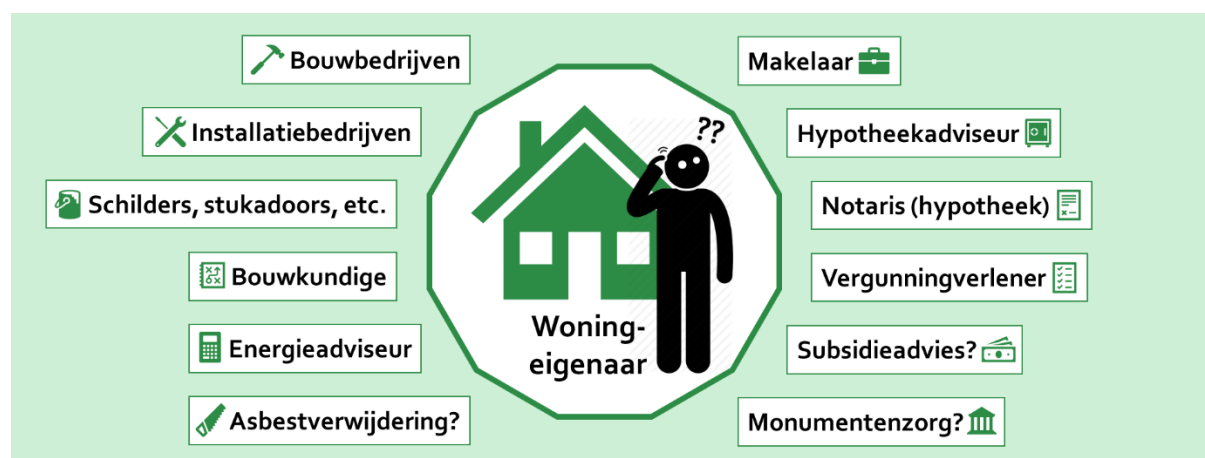 Bouwbedrijven
Installatiebedrijven
Schilders, stukadoors, etc.
Bouwkundige
Energieadviseur
Asbestverwijdering?
??
Woning-
eigenaar
Makelaar
Hypotheekadviseur
Notaris (hypotheek)
Vergunningverlener
Subsidieadvies?
Monumentenzorg?